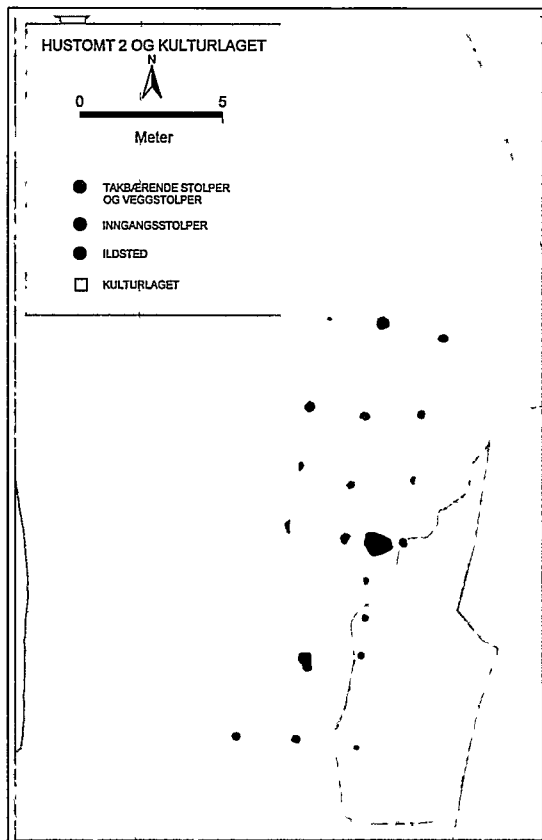 HUSTOMT 2 OG KULTURLAGET
N
0 5
Meter
TAKBÆRENDE STOLPER
OG VEGGSTOLPER
INNGANGSSTOLPER
ILDSTED
KULTURLAGET